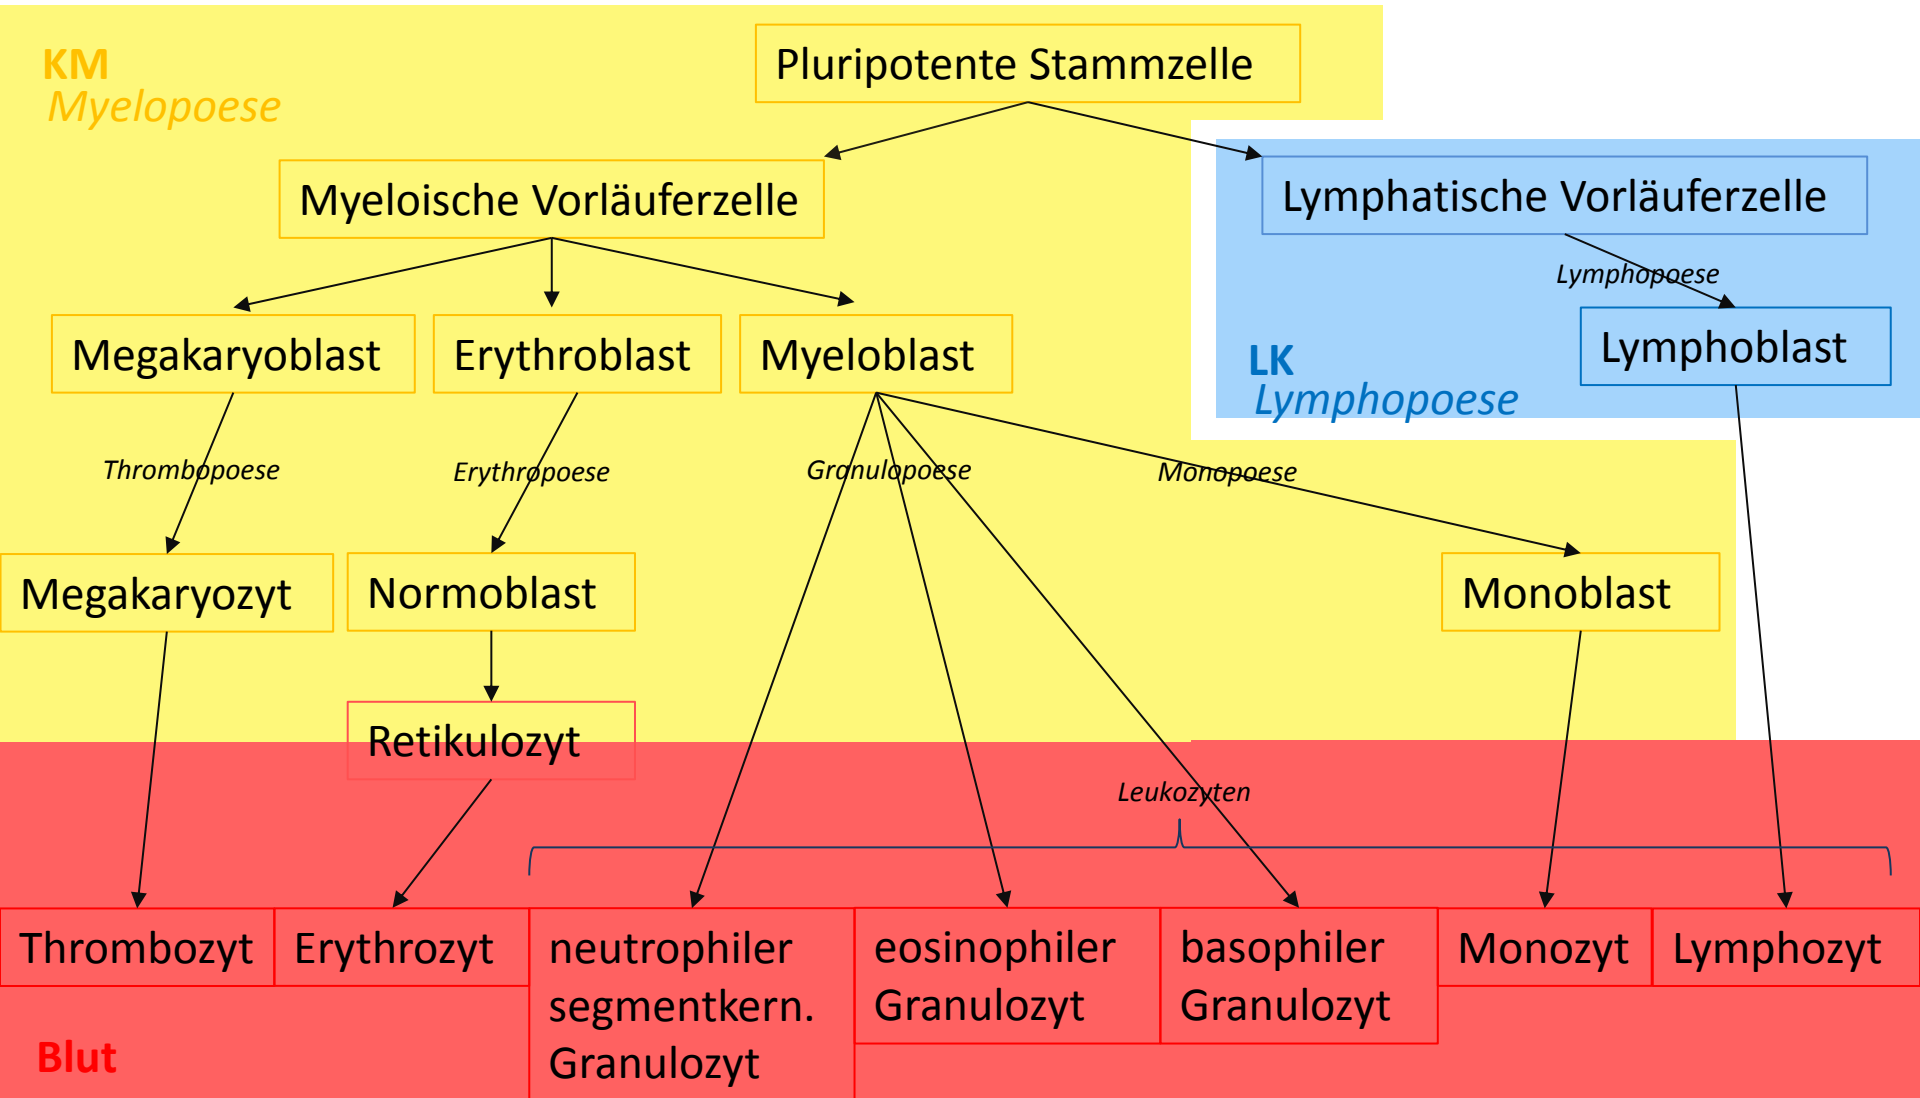 KM
Myelopoese
Pluripotente Stammzelle
Myeloische Vorläuferzelle
Lymphatische Vorläuferzelle
Lymphopoese
Megakaryoblast
Erythroblast
Myeloblast
Lymphoblast
LK
Lymphopoese
Thrombopoese
Erythropoese
Granulopoese
Monopoese
Megakaryozyt
Normoblast
Monoblast
Retikulozyt
Leukozyten
Thrombozyt
Erythrozyt
neutrophiler
segmentkern.
Granulozyt
eosinophiler
Granulozyt
basophiler
Granulozyt
Monozyt
Lymphozyt
Blut